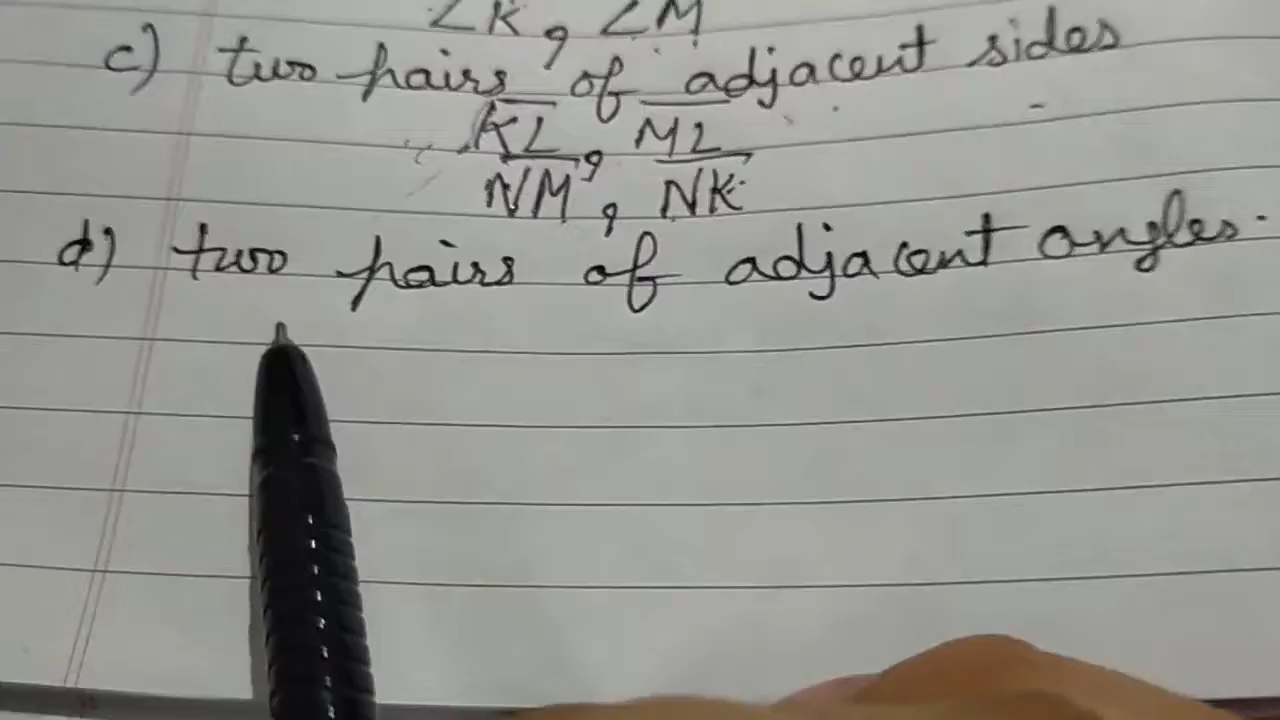 ∠K, ∠M
c) two pairs of adjacent sides
KL, ML
NM, NK
d) two pairs of adjacent angles.